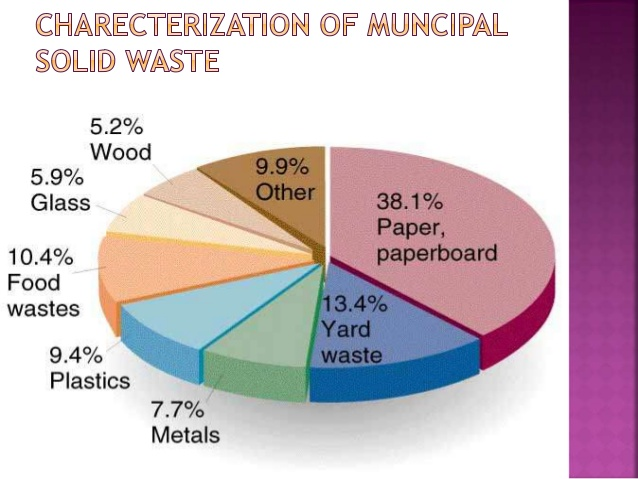 CHARECTERIZATION OF MUNCIPAL
SOLID WASTE
5.2%
Wood
9.9%
Other
5.9%
Glass
38.1%
Paper,
paperboard
10.4%
Food
wastes
13.4%
Yard
waste
9.4%
Plastics
7.7%
Metals